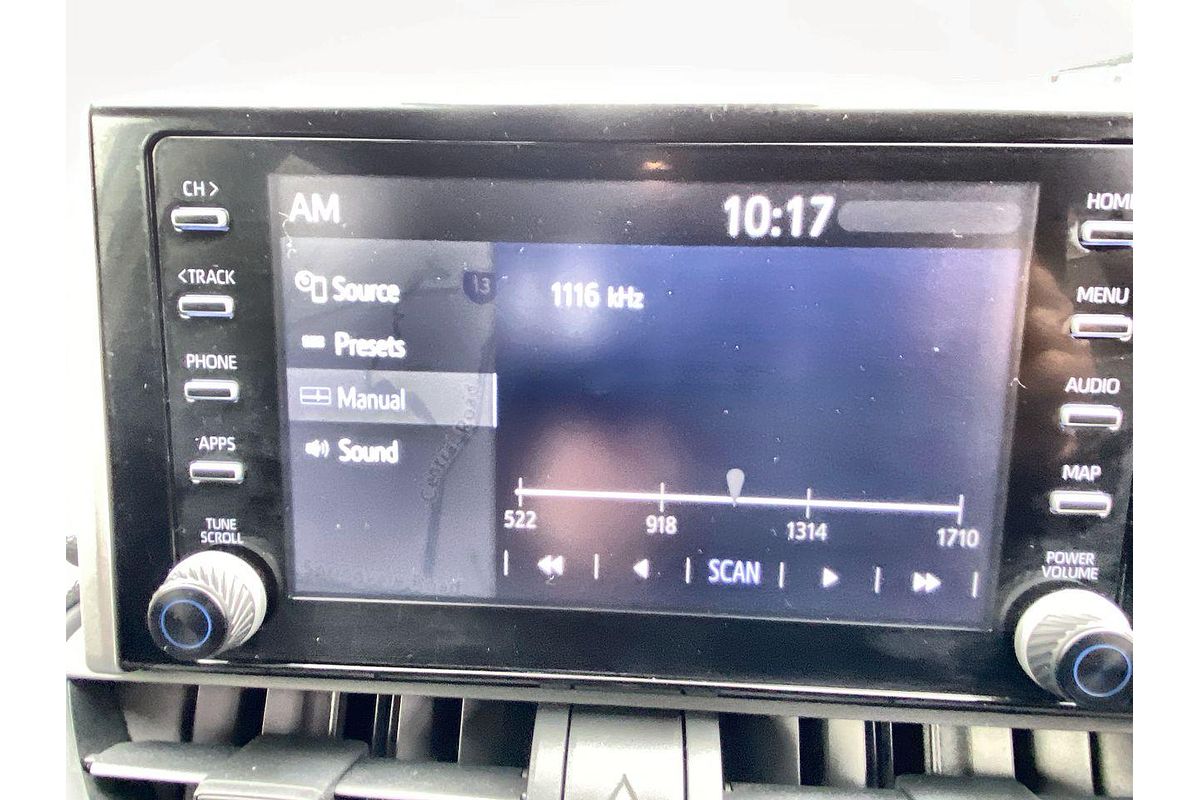 CH >
<TRACK
PHONE
APPS
TUNE
SCROLL
AM
10:17
Source
13
Presets
Manual
Sound
1116 kHz
522
918
1314
1710
SCAN
HOME
MENU
AUDIO
MAP
POWER
VOLUME